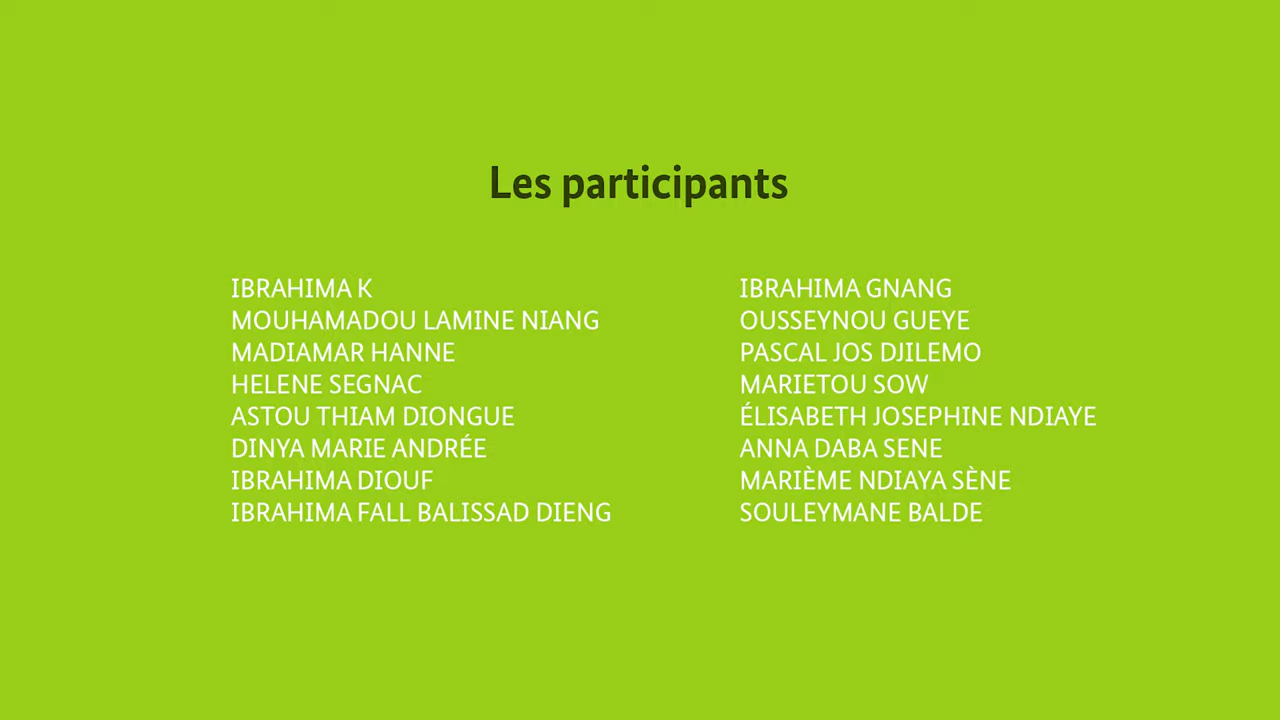 Les participants
IBRAHIMA K
MOUHAMADOU LAMINE NIANG
MADIAMAR HANNE
HELENE SEGNAC
ASTOU THIAM DIONGUE
DINYA MARIE ANDRÉE
IBRAHIMA DIOUF
IBRAHIMA FALL BALISSAD DIENG
IBRAHIMA GNANG
OUSSEYNOU GUEYE
PASCAL JOS DJILEMO
MARIETOU SOW
ÉLISABETH JOSEPHINE NDIAYE
ANNA DABA SENE
MARIÈME NDIAYA SÈNE
SOULEYMANE BALDE